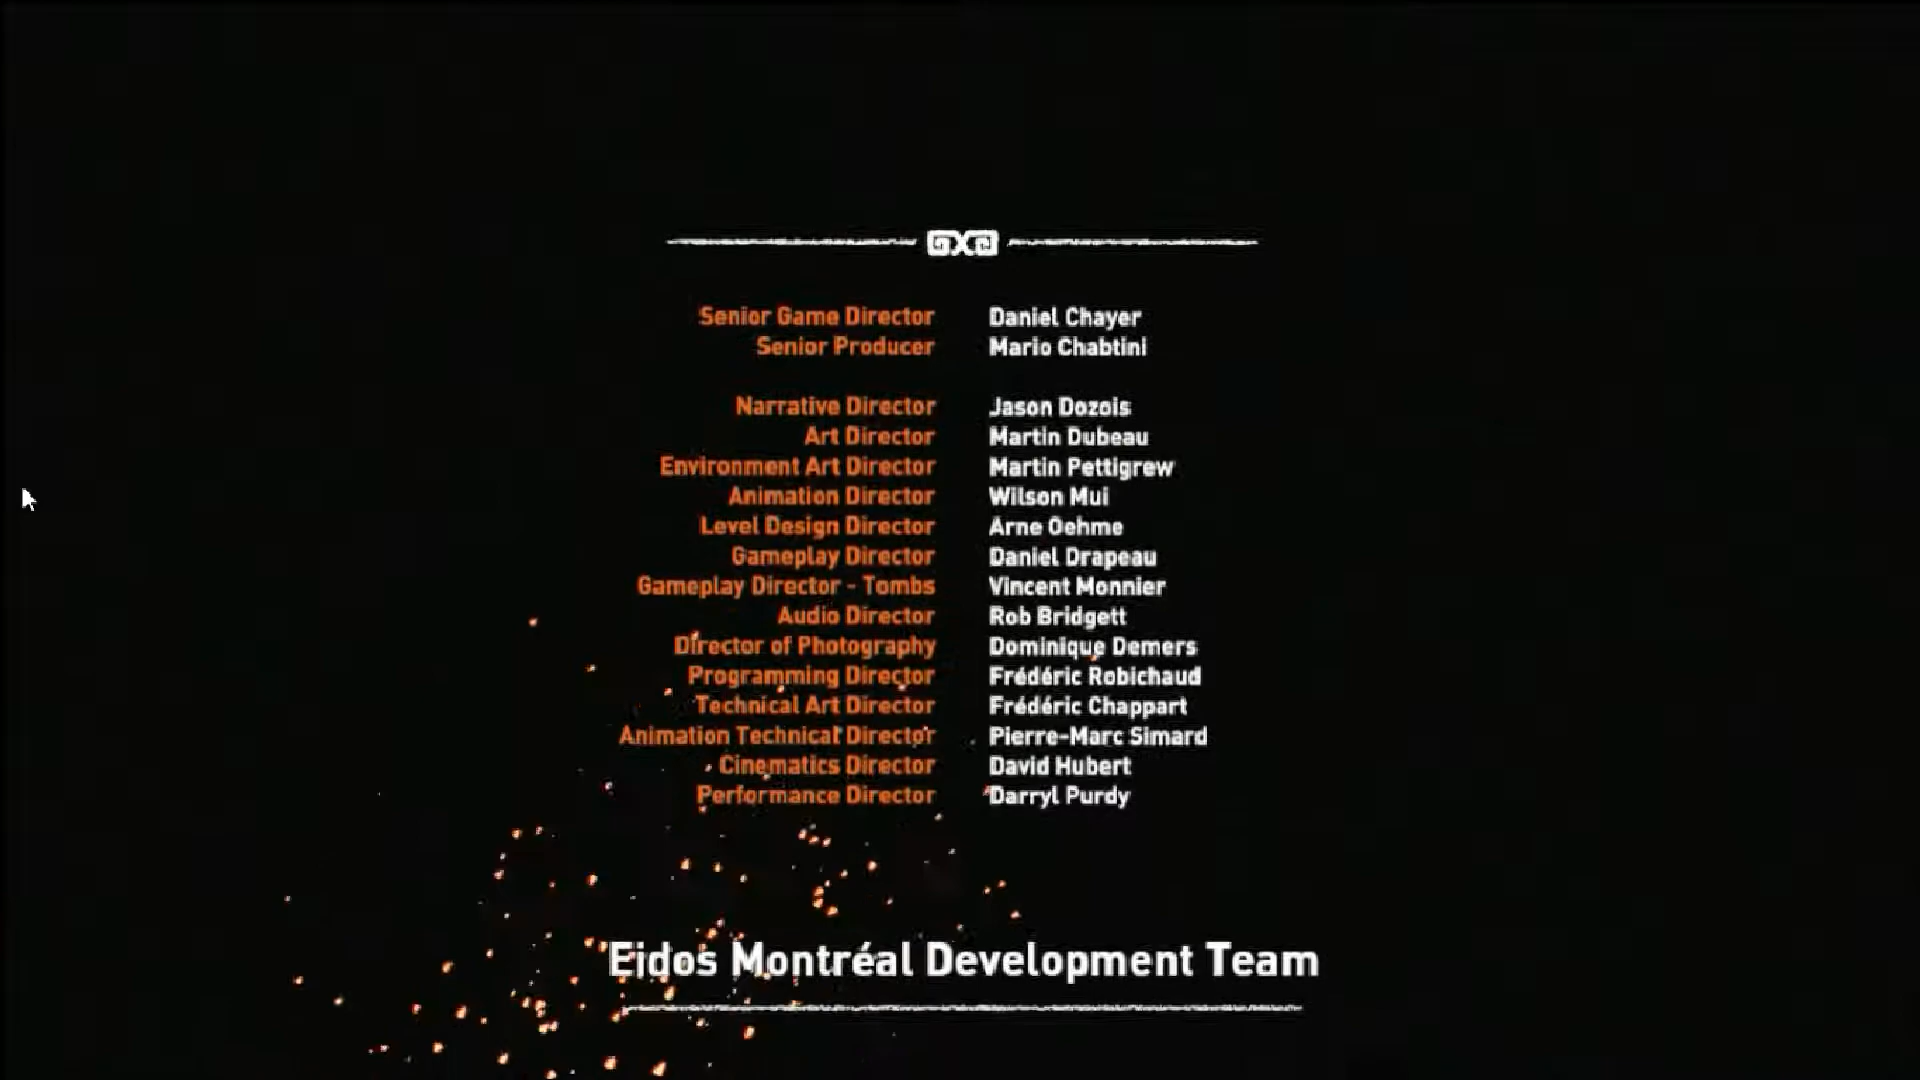 Senior Game Director Daniel Chayer
Senior Producer Mario Chabtini
Narrative Director Jason Dozois
Art Director Martin Dubeau
Environment Art Director Martin Pettigrew
Animation Director Wilson Mui
Level Design Director Arne Oehme
Gameplay Director Daniel Drapeau
Gameplay Director - Tombs Vincent Monnier
Audio Director Rob Bridgett
Director of Photography Dominique Demers
Programming Director Frédéric Robichaud
Technical Art Director Frédéric Chappart
Animation Technical Director Pierre-Marc Simard
Cinematics Director David Hubert
Performance Director Darryl Purdy
Eidos Montréal Development Team